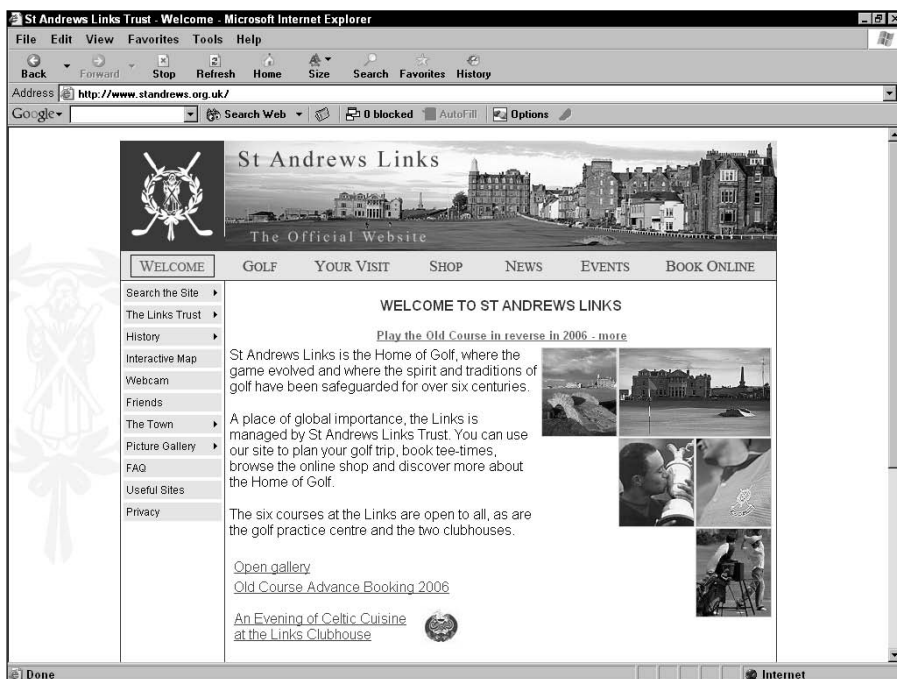 St Andrews Links Trust - Welcome - Microsoft Internet Explorer
File Edit View Favorites Tools Help
Back Forward Stop Refresh Home Size Search Favorites History
Address http://www.standrews.org.uk/
Google Search Web 0 blocked AutoFill Options
St Andrews Links
The Official Website
WELCOME GOLF YOUR VISIT SHOP NEWS EVENTS BOOK ONLINE
Search the Site
The Links Trust
History
Interactive Map
Webcam
Friends
The Town
Picture Gallery
FAQ
Useful Sites
Privacy
WELCOME TO ST ANDREWS LINKS
Play the Old Course in reverse in 2006 - more
St Andrews Links is the Home of Golf, where the
game evolved and where the spirit and traditions of
golf have been safeguarded for over six centuries.
A place of global importance, the Links is
managed by St Andrews Links Trust. You can use
our site to plan your golf trip, book tee-times,
browse the online shop and discover more about
the Home of Golf.
The six courses at the Links are open to all, as are
the golf practice centre and the two clubhouses.
Open gallery
Old Course Advance Booking 2006
An Evening of Celtic Cuisine
at the Links Clubhouse
Done Internet